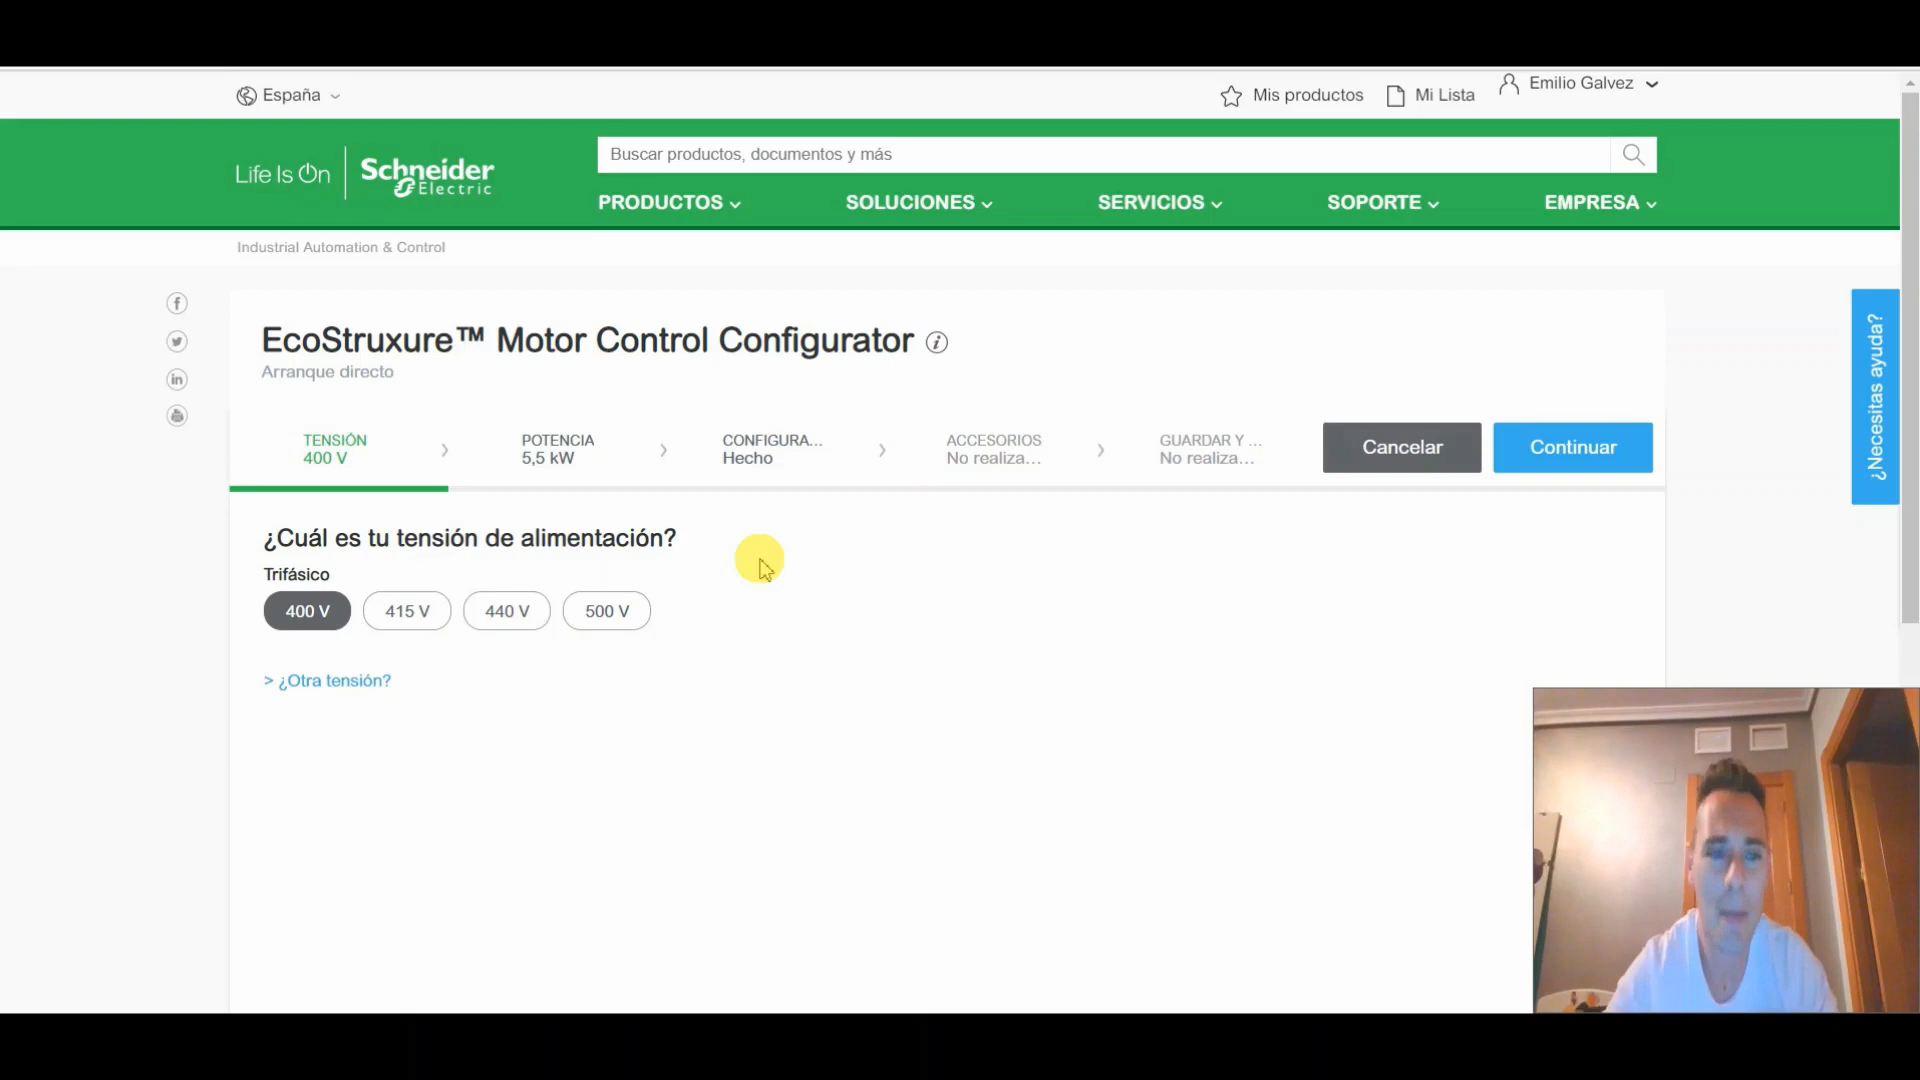 España
Mis productos
Mi Lista
Emilio Galvez
Life Is On
Schneider
Electric
Buscar productos, documentos y más
PRODUCTOS
SOLUCIONES
SERVICIOS
SOPORTE
EMPRESA
Industrial Automation & Control
EcoStruxure™ Motor Control Configurator
Arranque directo
TENSIÓN
400 V
POTENCIA
5,5 kW
CONFIGURA...
Hecho
ACCESORIOS
No realiza...
GUARDAR Y ...
No realiza...
Cancelar
Continuar
¿Necesitas ayuda?
¿Cuál es tu tensión de alimentación?
Trifásico
400 V
415 V
440 V
500 V
> ¿Otra tensión?